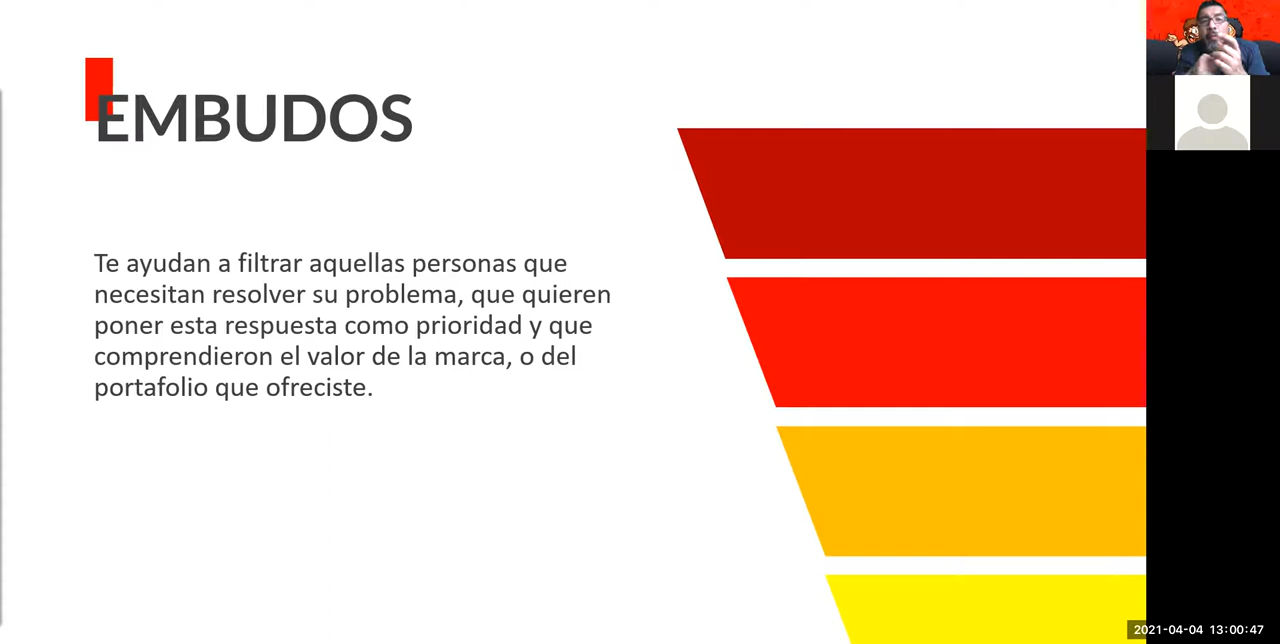 EMBUDOS
Te ayudan a filtrar aquellas personas que
necesitan resolver su problema, que quieren
poner esta respuesta como prioridad y que
comprendieron el valor de la marca, o del
portafolio que ofreciste.
2021-04-04 13:00:47